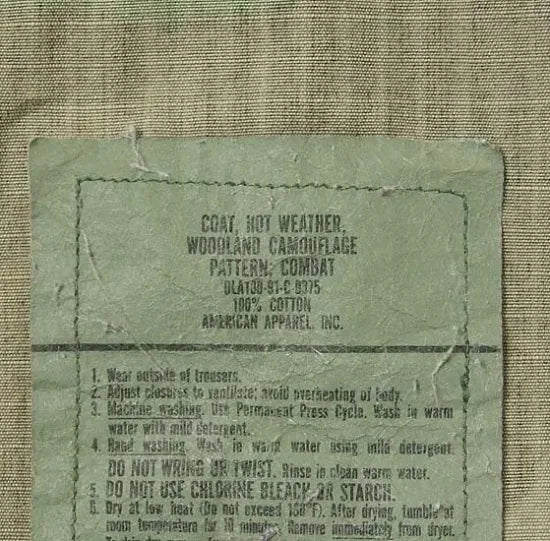 COAT, HOT WEATHER,
WOODLAND CAMOUFLAGE
PATTERN: COMBAT
DLA100-91-C 0375
100% COTTON
AMERICAN APPAREL, INC.
1. Wear outside of trousers.
2. Adjust closures to ventilate; avoid overheating of body.
3. Machine washing. Use Permanent Press Cycle. Wash in warm
water with mild detergent.
4. Hand washing. Wash in warm water using mild detergent.
DO NOT WRING OR TWIST. Rinse in clean warm water.
5. DO NOT USE CHLORINE BLEACH OR STARCH.
6. Dry at low heat (Do not exceed 130°F). After drying, tumble at
room temperature for 10 minutes. Remove immediately from dryer.